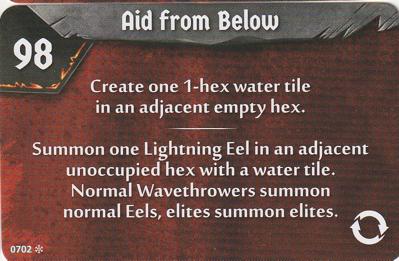 Aid from Below
98
Create one 1-hex water tile
in an adjacent empty hex.
Summon one Lightning Eel in an adjacent
unoccupied hex with a water tile.
Normal Wavethrowers summon
normal Eels, elites summon elites.
0702